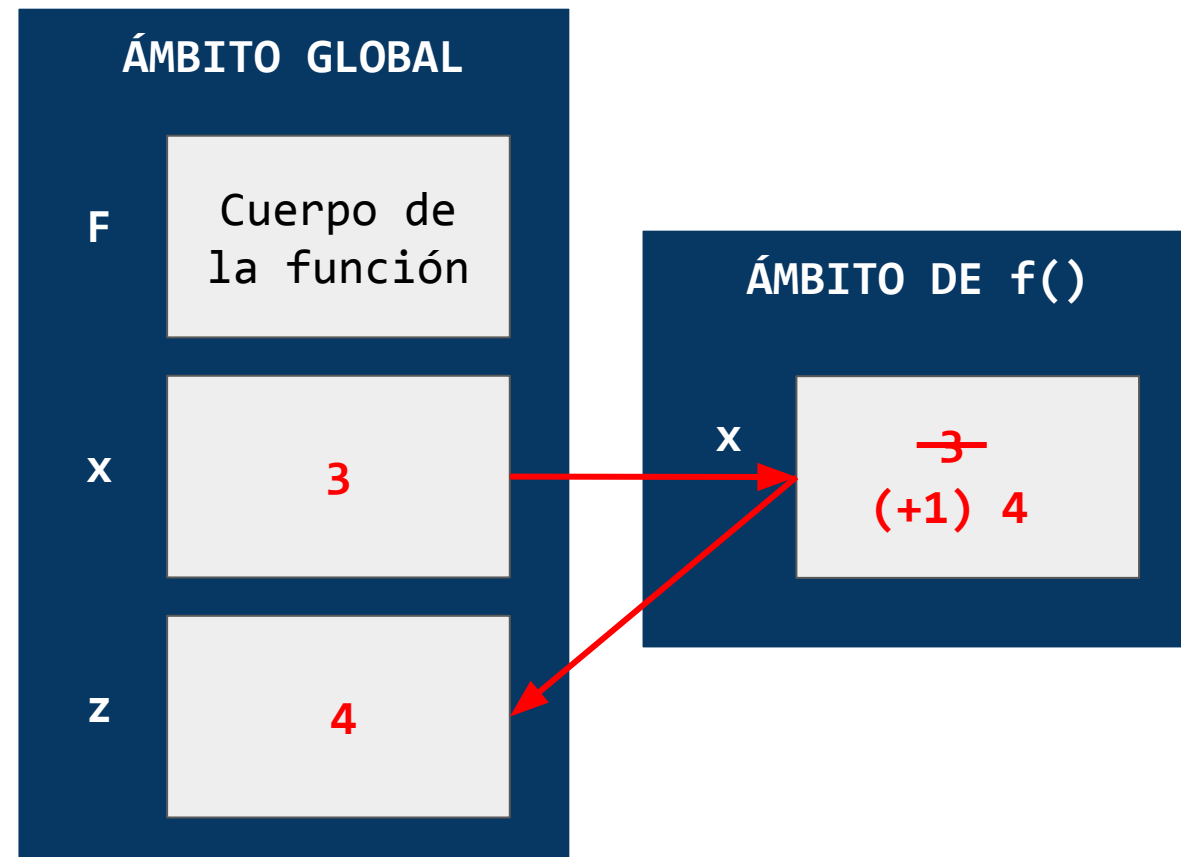 ÁMBITO GLOBAL
F
Cuerpo de
la función
x
3
z
4
ÁMBITO DE f()
x
3
(+1) 4